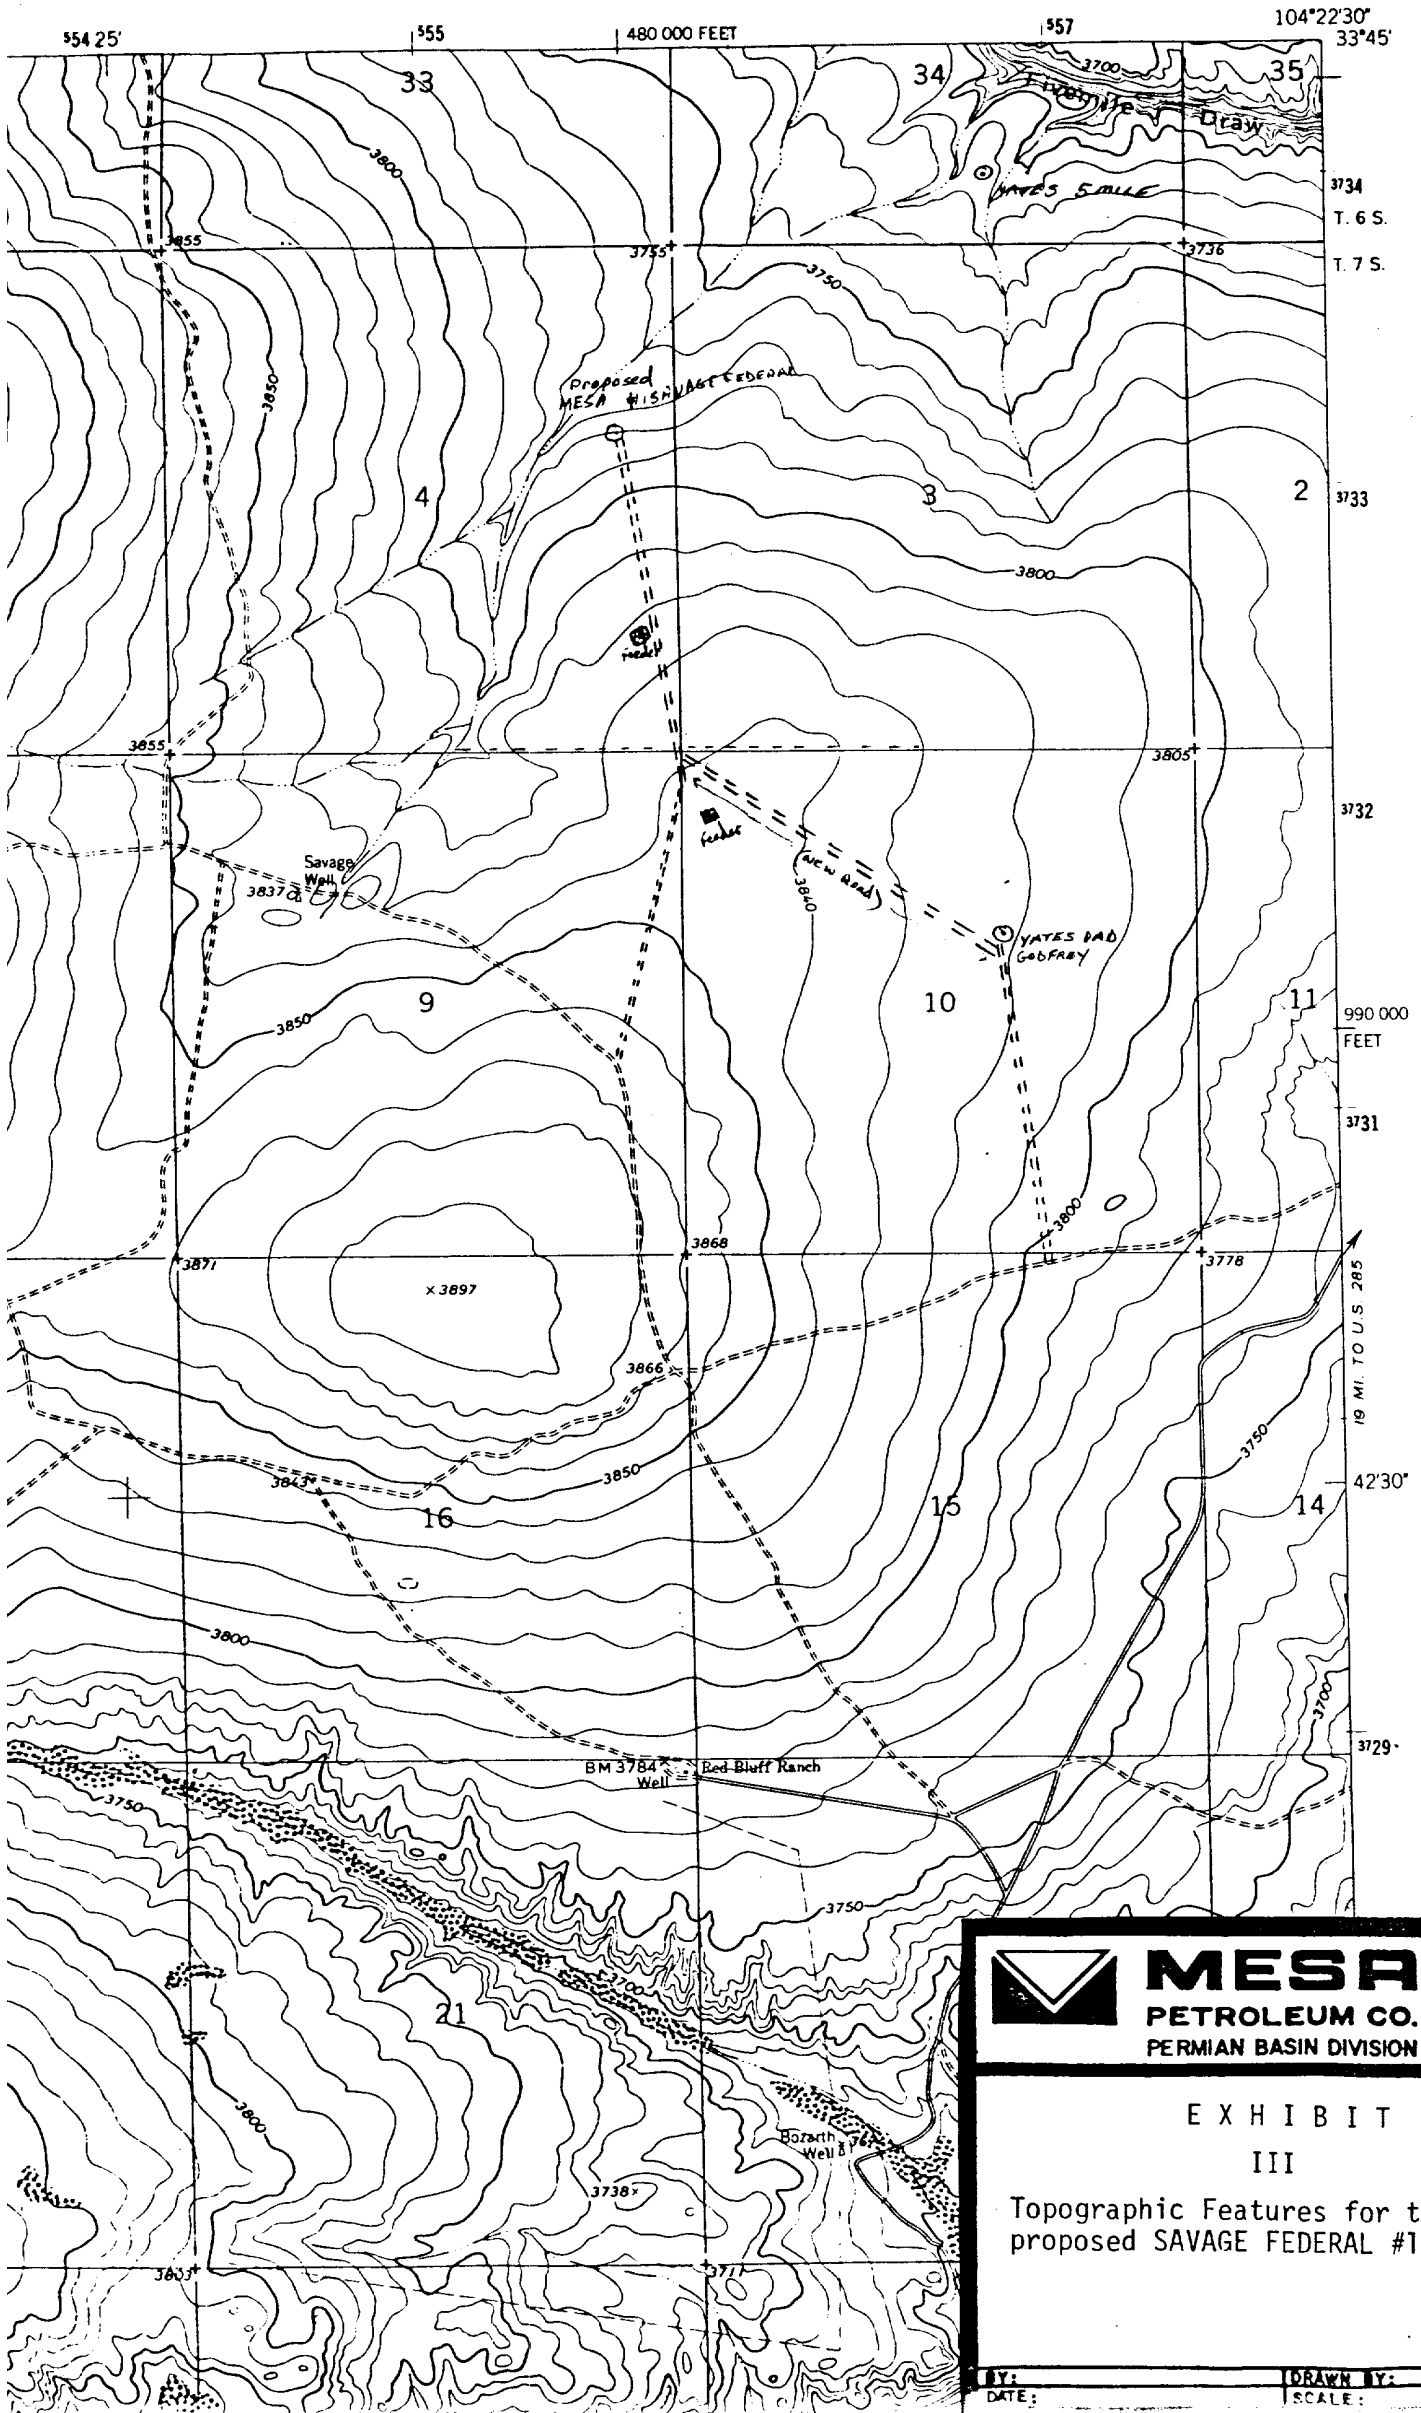 554 25'
555
480 000 FEET
557
104°22'30"
33°45'
33
34
35
3700
Fivemile Draw
3800
YATES 5 MILE
3734
T. 6 S.
T. 7 S.
3855
3755
3736
3750
Proposed
MESA #1 SAVAGE FEDERAL
3850
4
3
2
3733
3800
feeder
3855
3805
3732
feeder
(NEW ROAD)
Savage
Well
3837
3840
YATES DAD
GODFREY
9
10
11
990 000
FEET
3850
3731
3800
3871
3868
3778
×3897
19 MI. TO U.S. 285
3866
3750
3843
3850
42'30"
16
15
14
3800
3700
3729
BM 3784
Well
Red Bluff Ranch
3750
3750
3700
21
3800
Bozarth
Well
3738×
3803
3711
MESA
PETROLEUM CO.
PERMIAN BASIN DIVISION
EXHIBIT
III
Topographic Features for t
proposed SAVAGE FEDERAL #1
BY:
DRAWN BY:
DATE:
SCALE: